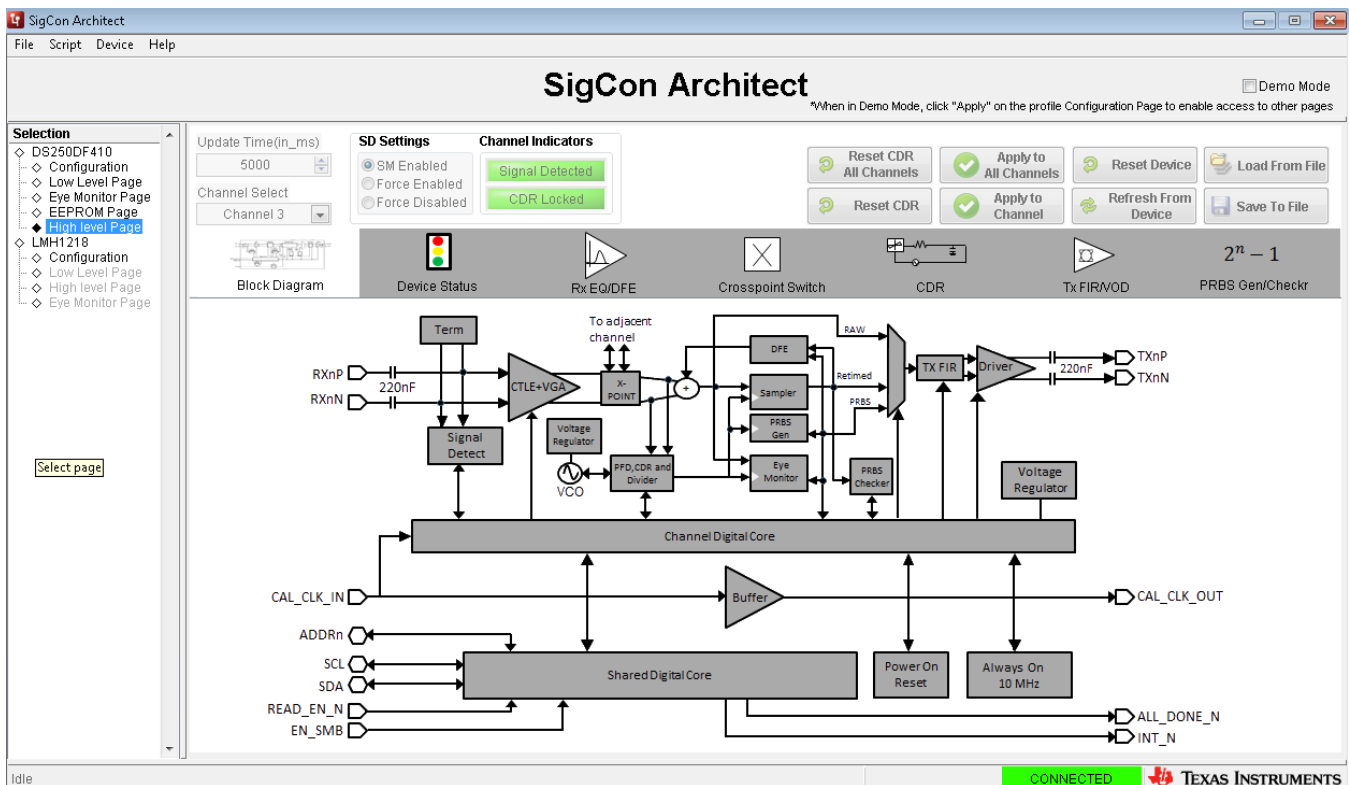 SigCon Architect
File Script Device Help
SigCon Architect
Demo Mode
*When in Demo Mode, click "Apply" on the profile Configuration Page to enable access to other pages
Selection
DS250DF410
Configuration
Low Level Page
Eye Monitor Page
EEPROM Page
High level Page
LMH1218
Configuration
Low Level Page
High level Page
Eye Monitor Page
Select page
Update Time(in_ms)
5000
Channel Select
Channel 3
SD Settings
SM Enabled
Force Enabled
Force Disabled
Channel Indicators
Signal Detected
CDR Locked
Reset CDR
All Channels
Apply to
All Channels
Reset Device
Load From File
Reset CDR
Apply to
Channel
Refresh From
Device
Save To File
Block Diagram
Device Status
Rx EQ/DFE
Crosspoint Switch
CDR
Tx FIR/VOD
2ⁿ − 1
PRBS Gen/Checkr
Term
To adjacent
channel
RAW
DFE
RXnP
220nF
RXnN
CTLE+VGA
X-
POINT
+
Sampler
Retimed
PRBS
TX FIR
Driver
220nF
TXnP
TXnN
Signal
Detect
Voltage
Regulator
VCO
PFD,CDR and
Divider
PRBS
Gen
Eye
Monitor
PRBS
Checker
Voltage
Regulator
Channel Digital Core
CAL_CLK_IN
Buffer
CAL_CLK_OUT
ADDRn
SCL
SDA
READ_EN_N
EN_SMB
Shared Digital Core
Power On
Reset
Always On
10 MHz
ALL_DONE_N
INT_N
Idle
CONNECTED
TEXAS INSTRUMENTS